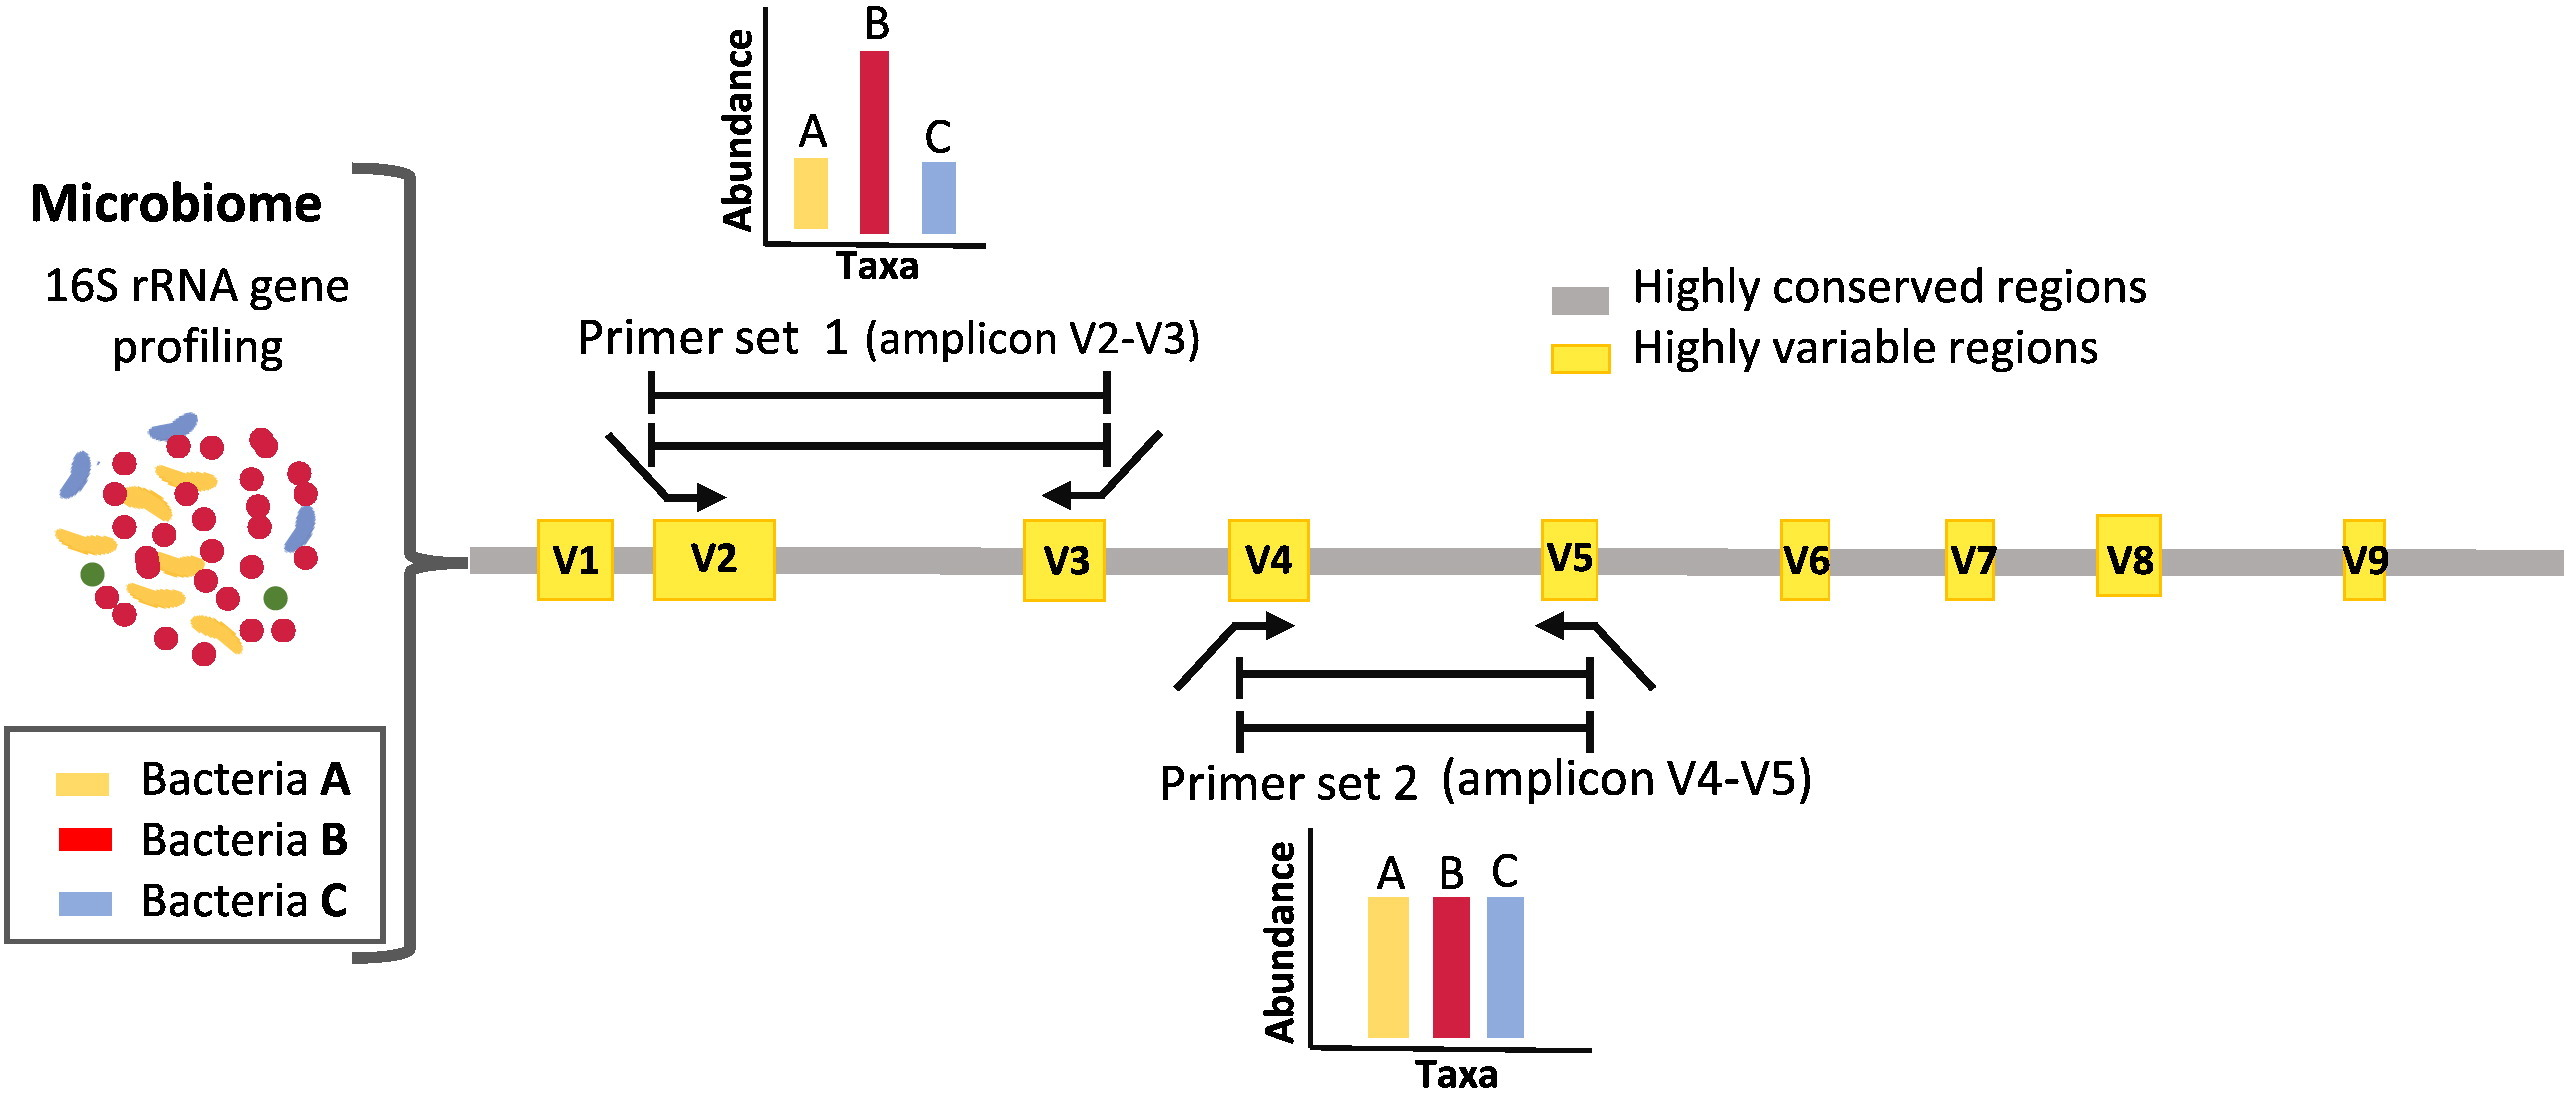 Microbiome
16S rRNA gene
profiling
Bacteria A
Bacteria B
Bacteria C
Abundance
A
B
C
Taxa
Primer set 1 (amplicon V2-V3)
Highly conserved regions
Highly variable regions
V1
V2
V3
V4
V5
V6
V7
V8
V9
Primer set 2 (amplicon V4-V5)
Abundance
A
B
C
Taxa